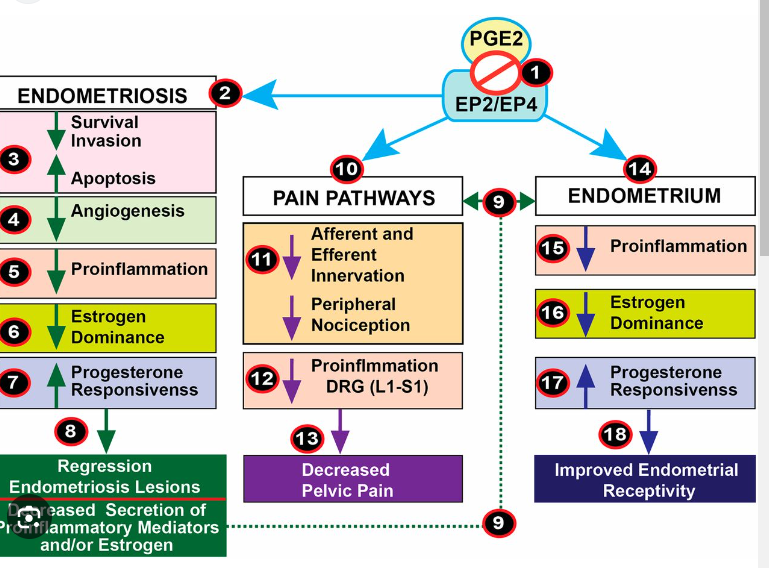 PGE2
1
EP2/EP4
ENDOMETRIOSIS
2
3
Survival
Invasion
Apoptosis
4
Angiogenesis
5
Proinflammation
6
Estrogen
Dominance
7
Progesterone
Responsivenss
8
Regression
Endometriosis Lesions
Secretion of
Mediators
and/or Estrogen
9
10
PAIN PATHWAYS
9
11
Afferent and
Efferent
Innervation
Peripheral
Nociception
12
Proinflmmation
DRG (L1-S1)
13
Decreased
Pelvic Pain
14
ENDOMETRIUM
15
Proinflammation
16
Estrogen
Dominance
17
Progesterone
Responsivenss
18
Improved Endometrial
Receptivity